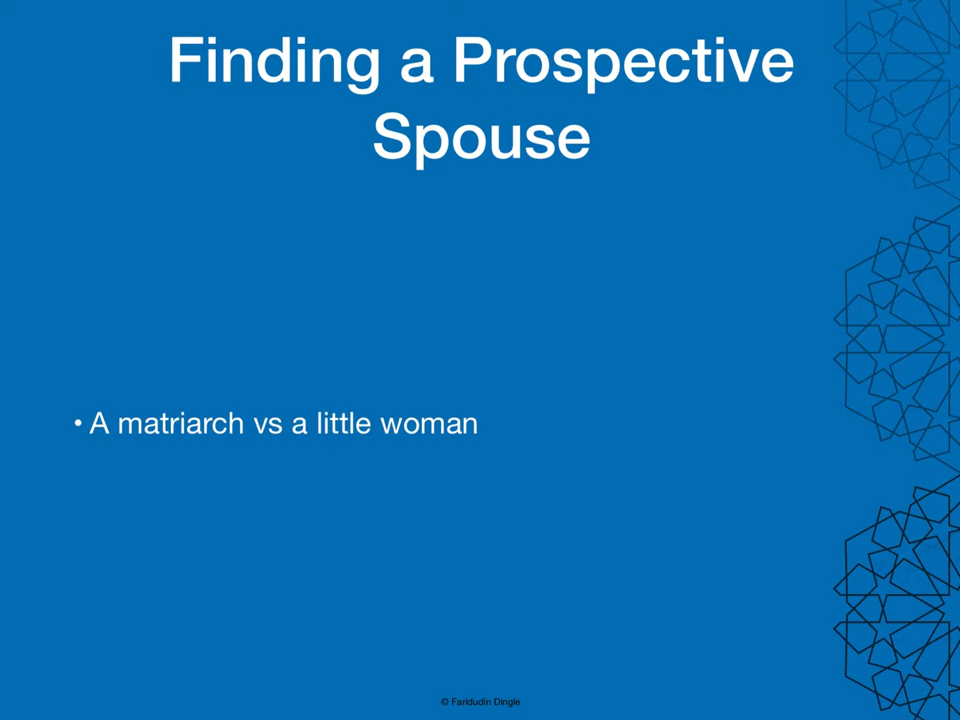 Finding a Prospective
Spouse
• A matriarch vs a little woman
© Faridudin Dingle